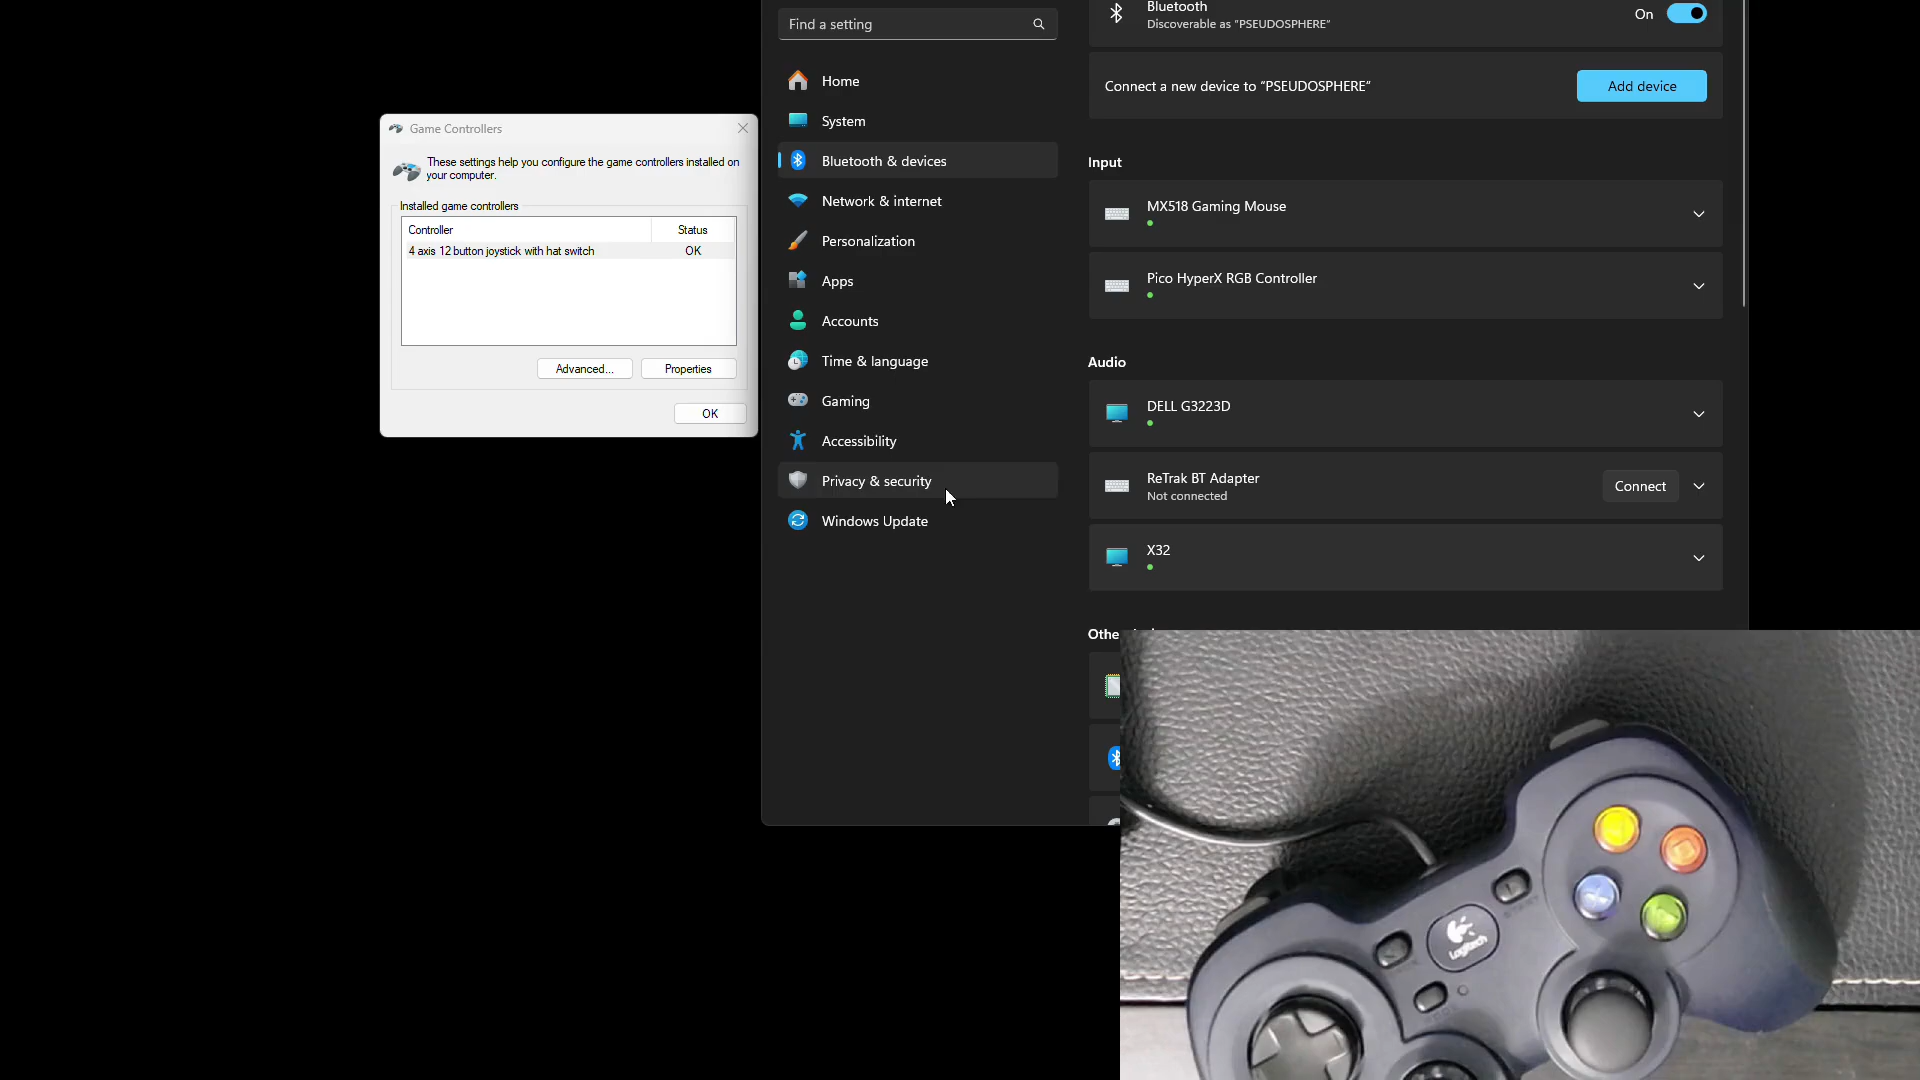 Game Controllers
These settings help you configure the game controllers installed on
your computer.
Installed game controllers
Controller
Status
4 axis 12 button joystick with hat switch
OK
Advanced...
Properties
OK
Find a setting
Home
System
Bluetooth & devices
Network & internet
Personalization
Apps
Accounts
Time & language
Gaming
Accessibility
Privacy & security
Windows Update
Bluetooth
Discoverable as "PSEUDOSPHERE"
On
Connect a new device to “PSEUDOSPHERE”
Add device
Input
MX518 Gaming Mouse
Pico HyperX RGB Controller
Audio
DELL G3223D
ReTrak BT Adapter
Not connected
Connect
X32
Logitech